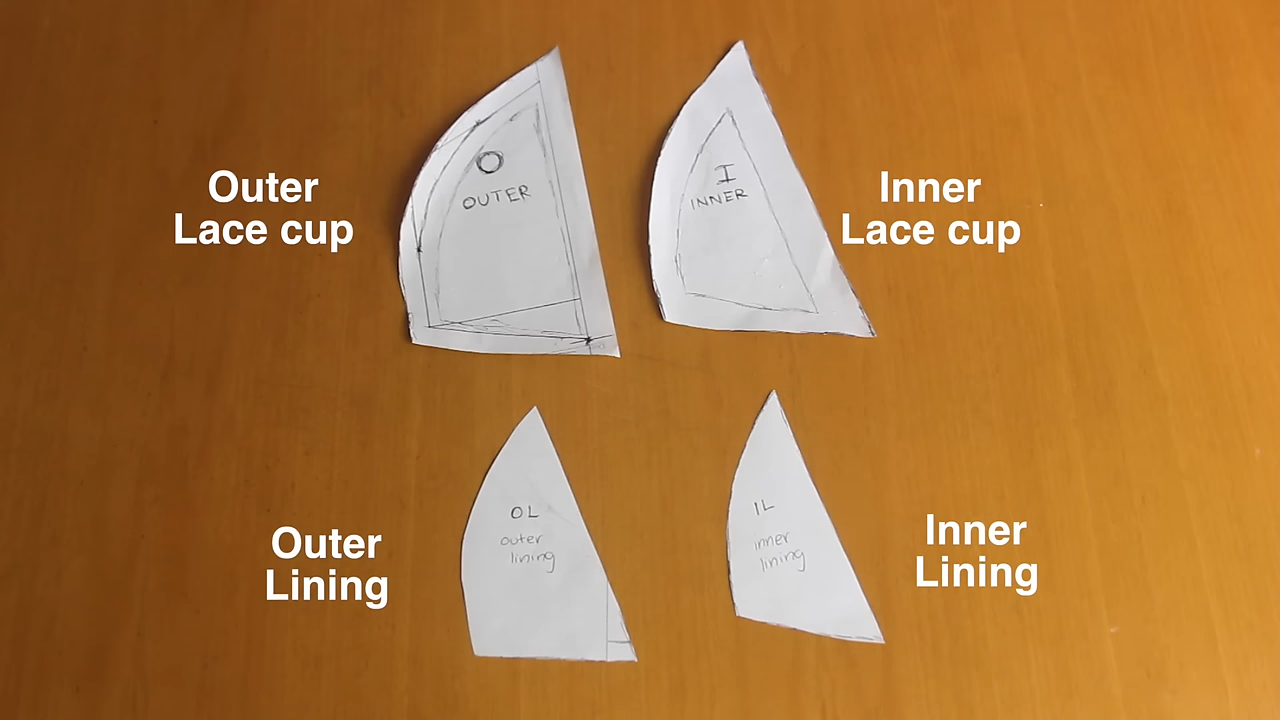 Outer
Lace cup
O
OUTER
I
INNER
Inner
Lace cup
Outer
Lining
OL
outer
lining
IL
inner
lining
Inner
Lining